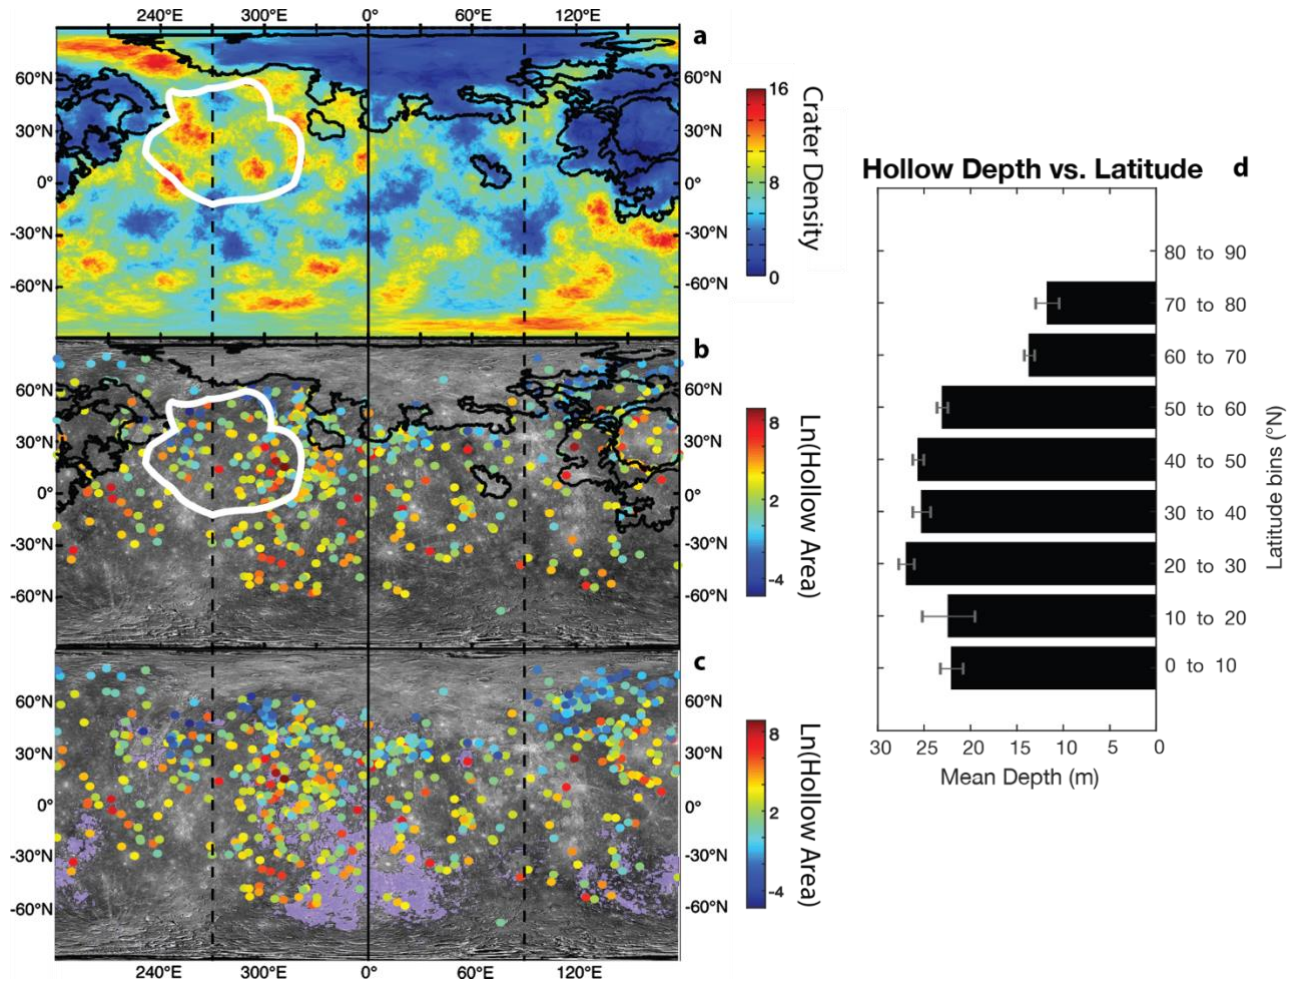 240°E 300°E 0° 60°E 120°E
a
60°N 60°N
30°N 30°N
0° 0°
-30°N -30°N
-60°N -60°N
16
8
0
Crater Density
b
60°N 60°N
30°N 30°N
0° 0°
-30°N -30°N
-60°N -60°N
8
2
-4
Ln(Hollow Area)
c
60°N 60°N
30°N 30°N
0° 0°
-30°N -30°N
-60°N -60°N
8
2
-4
Ln(Hollow Area)
240°E 300°E 0° 60°E 120°E
Hollow Depth vs. Latitude d
80 to 90
70 to 80
60 to 70
50 to 60
40 to 50
30 to 40
20 to 30
10 to 20
0 to 10
Latitude bins (°N)
30 25 20 15 10 5 0
Mean Depth (m)